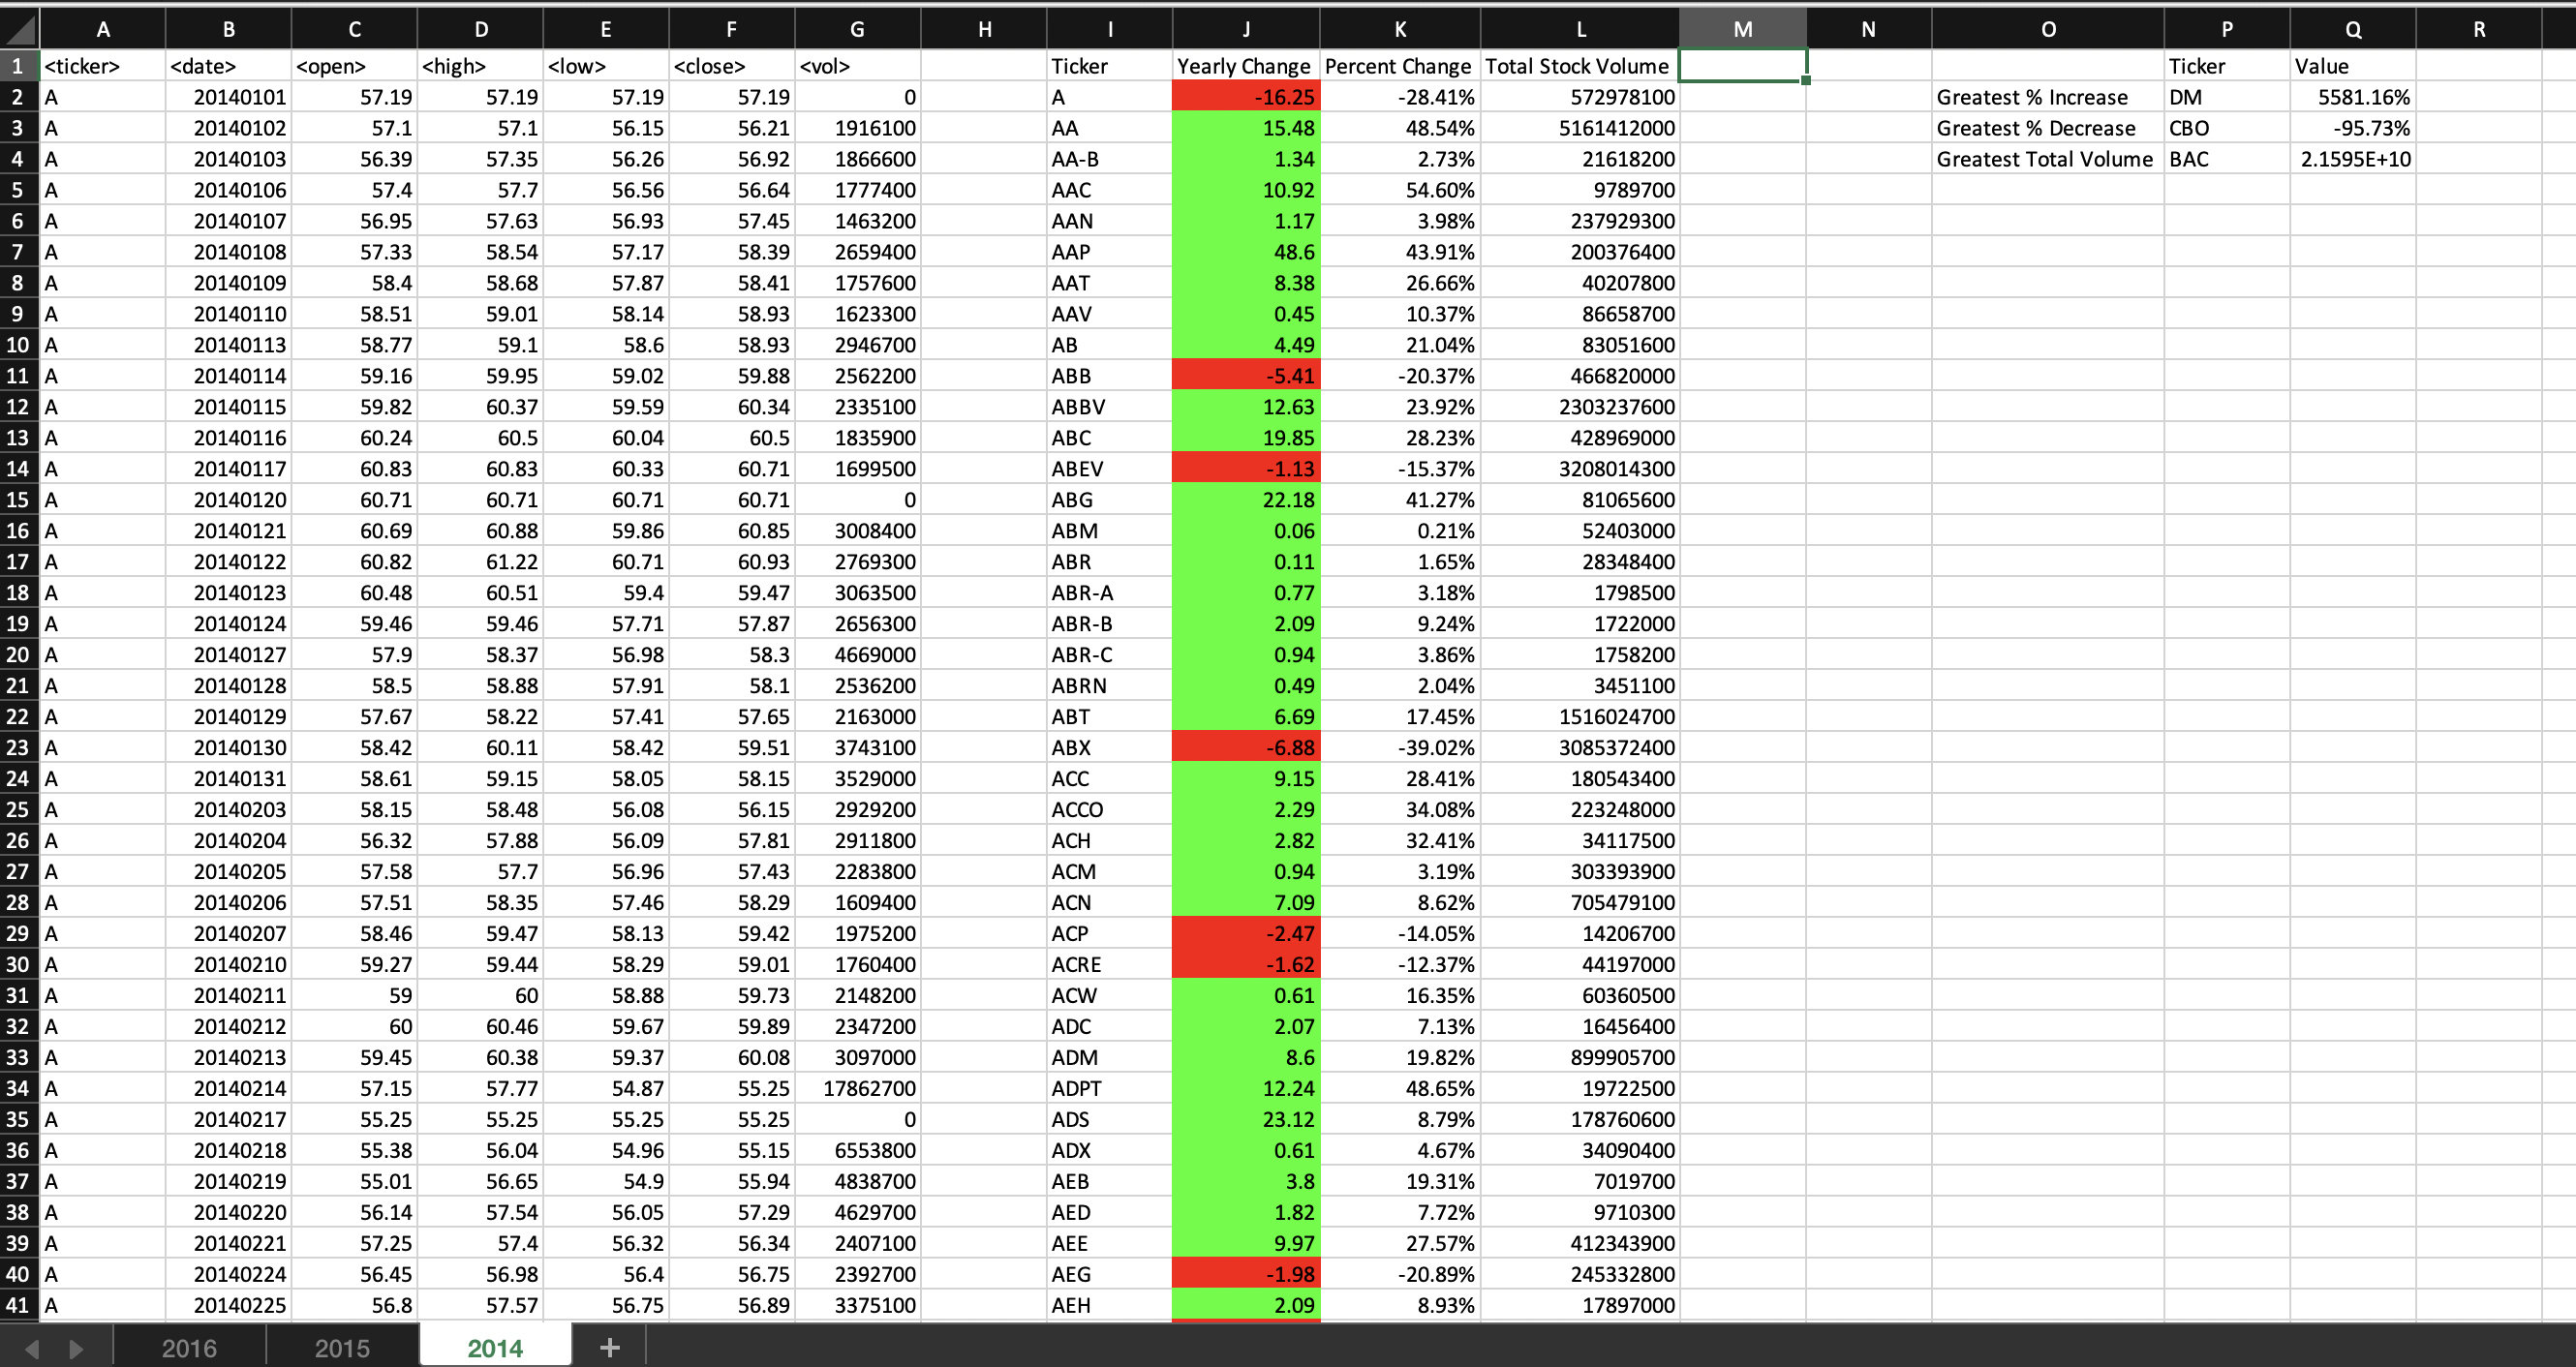 A B C D E F G H I J K L M N O P Q R
1 <ticker> <date> <open> <high> <low> <close> <vol> Ticker Yearly Change Percent Change Total Stock Volume Ticker Value
2 A 20140101 57.19 57.19 57.19 57.19 0 A -16.25 -28.41% 572978100 Greatest % Increase DM 5581.16%
3 A 20140102 57.1 57.1 56.15 56.21 1916100 AA 15.48 48.54% 5161412000 Greatest % Decrease CBO -95.73%
4 A 20140103 56.39 57.35 56.26 56.92 1866600 AA-B 1.34 2.73% 21618200 Greatest Total Volume BAC 2.1595E+10
5 A 20140106 57.4 57.7 56.56 56.64 1777400 AAC 10.92 54.60% 9789700
6 A 20140107 56.95 57.63 56.93 57.45 1463200 AAN 1.17 3.98% 237929300
7 A 20140108 57.33 58.54 57.17 58.39 2659400 AAP 48.6 43.91% 200376400
8 A 20140109 58.4 58.68 57.87 58.41 1757600 AAT 8.38 26.66% 40207800
9 A 20140110 58.51 59.01 58.14 58.93 1623300 AAV 0.45 10.37% 86658700
10 A 20140113 58.77 59.1 58.6 58.93 2946700 AB 4.49 21.04% 83051600
11 A 20140114 59.16 59.95 59.02 59.88 2562200 ABB -5.41 -20.37% 466820000
12 A 20140115 59.82 60.37 59.59 60.34 2335100 ABBV 12.63 23.92% 2303237600
13 A 20140116 60.24 60.5 60.04 60.5 1835900 ABC 19.85 28.23% 428969000
14 A 20140117 60.83 60.83 60.33 60.71 1699500 ABEV -1.13 -15.37% 3208014300
15 A 20140120 60.71 60.71 60.71 60.71 0 ABG 22.18 41.27% 81065600
16 A 20140121 60.69 60.88 59.86 60.85 3008400 ABM 0.06 0.21% 52403000
17 A 20140122 60.82 61.22 60.71 60.93 2769300 ABR 0.11 1.65% 28348400
18 A 20140123 60.48 60.51 59.4 59.47 3063500 ABR-A 0.77 3.18% 1798500
19 A 20140124 59.46 59.46 57.71 57.87 2656300 ABR-B 2.09 9.24% 1722000
20 A 20140127 57.9 58.37 56.98 58.3 4669000 ABR-C 0.94 3.86% 1758200
21 A 20140128 58.5 58.88 57.91 58.1 2536200 ABRN 0.49 2.04% 3451100
22 A 20140129 57.67 58.22 57.41 57.65 2163000 ABT 6.69 17.45% 1516024700
23 A 20140130 58.42 60.11 58.42 59.51 3743100 ABX -6.88 -39.02% 3085372400
24 A 20140131 58.61 59.15 58.05 58.15 3529000 ACC 9.15 28.41% 180543400
25 A 20140203 58.15 58.48 56.08 56.15 2929200 ACCO 2.29 34.08% 223248000
26 A 20140204 56.32 57.88 56.09 57.81 2911800 ACH 2.82 32.41% 34117500
27 A 20140205 57.58 57.7 56.96 57.43 2283800 ACM 0.94 3.19% 303393900
28 A 20140206 57.51 58.35 57.46 58.29 1609400 ACN 7.09 8.62% 705479100
29 A 20140207 58.46 59.47 58.13 59.42 1975200 ACP -2.47 -14.05% 14206700
30 A 20140210 59.27 59.44 58.29 59.01 1760400 ACRE -1.62 -12.37% 44197000
31 A 20140211 59 60 58.88 59.73 2148200 ACW 0.61 16.35% 60360500
32 A 20140212 60 60.46 59.67 59.89 2347200 ADC 2.07 7.13% 16456400
33 A 20140213 59.45 60.38 59.37 60.08 3097000 ADM 8.6 19.82% 899905700
34 A 20140214 57.15 57.77 54.87 55.25 17862700 ADPT 12.24 48.65% 19722500
35 A 20140217 55.25 55.25 55.25 55.25 0 ADS 23.12 8.79% 178760600
36 A 20140218 55.38 56.04 54.96 55.15 6553800 ADX 0.61 4.67% 34090400
37 A 20140219 55.01 56.65 54.9 55.94 4838700 AEB 3.8 19.31% 7019700
38 A 20140220 56.14 57.54 56.05 57.29 4629700 AED 1.82 7.72% 9710300
39 A 20140221 57.25 57.4 56.32 56.34 2407100 AEE 9.97 27.57% 412343900
40 A 20140224 56.45 56.98 56.4 56.75 2392700 AEG -1.98 -20.89% 245332800
41 A 20140225 56.8 57.57 56.75 56.89 3375100 AEH 2.09 8.93% 17897000
2016 2015 2014 +